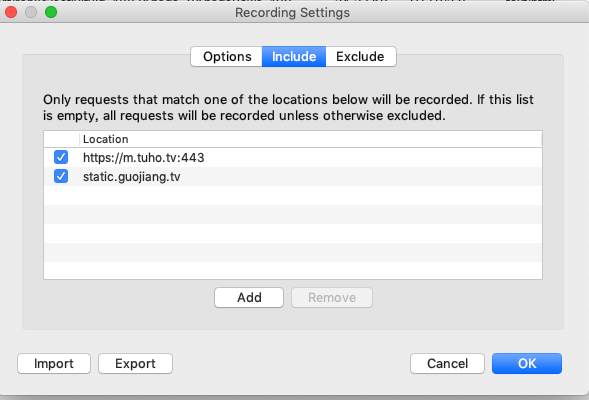 Recording Settings
Options Include Exclude
Only requests that match one of the locations below will be recorded. If this list
is empty, all requests will be recorded unless otherwise excluded.
Location
https://m.tuho.tv:443
static.guojiang.tv
Add Remove
Import Export Cancel OK